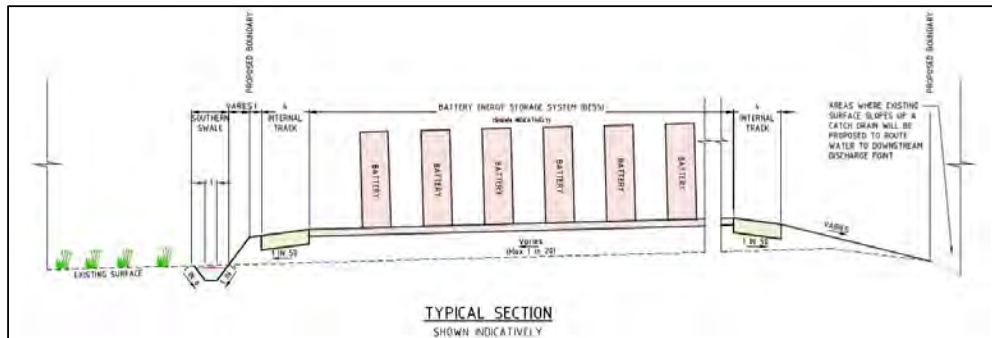 PROPOSED BOUNDARY
PROPOSED BOUNDARY
VARIES 1
4
BATTERY ENERGY STORAGE SYSTEM (BESS)
4
SOUTHERN
SWALE
INTERNAL
TRACK
(SHOWN INDICATIVELY)
INTERNAL
TRACK
AREAS WHERE EXISTING
SURFACE SLOPES UP A
CATCH DRAIN WILL BE
PROPOSED TO ROUTE
WATER TO DOWNSTREAM
DISCHARGE POINT
1
BATTERY
BATTERY
BATTERY
BATTERY
BATTERY
BATTERY
VARIES
1 IN 50
Varies
(Max 1 in 20)
1 IN 50
EXISTING SURFACE
TYPICAL SECTION
SHOWN INDICATIVELY